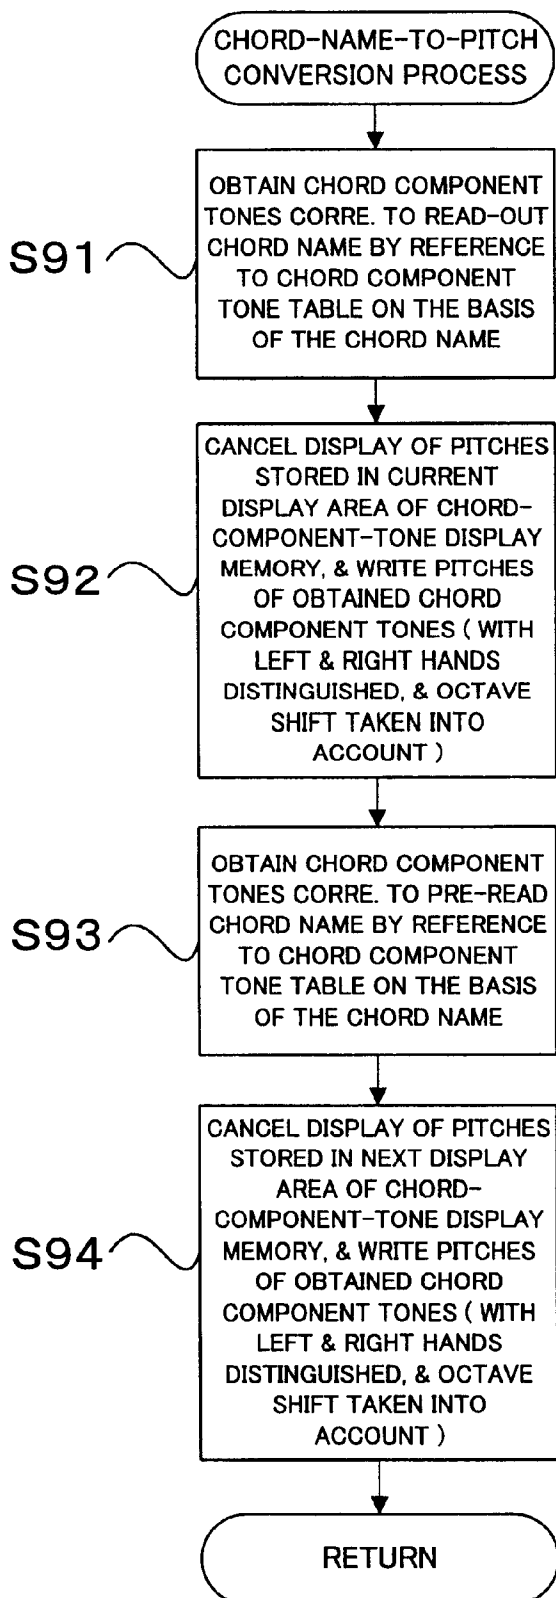 CHORD-NAME-TO-PITCH
CONVERSION PROCESS
S91
OBTAIN CHORD COMPONENT
TONES CORRE. TO READ-OUT
CHORD NAME BY REFERENCE
TO CHORD COMPONENT
TONE TABLE ON THE BASIS
OF THE CHORD NAME
S92
CANCEL DISPLAY OF PITCHES
STORED IN CURRENT
DISPLAY AREA OF CHORD-
COMPONENT-TONE DISPLAY
MEMORY, & WRITE PITCHES
OF OBTAINED CHORD
COMPONENT TONES ( WITH
LEFT & RIGHT HANDS
DISTINGUISHED, & OCTAVE
SHIFT TAKEN INTO
ACCOUNT )
S93
OBTAIN CHORD COMPONENT
TONES CORRE. TO PRE-READ
CHORD NAME BY REFERENCE
TO CHORD COMPONENT
TONE TABLE ON THE BASIS
OF THE CHORD NAME
S94
CANCEL DISPLAY OF PITCHES
STORED IN NEXT DISPLAY
AREA OF CHORD-
COMPONENT-TONE DISPLAY
MEMORY, & WRITE PITCHES
OF OBTAINED CHORD
COMPONENT TONES ( WITH
LEFT & RIGHT HANDS
DISTINGUISHED, & OCTAVE
SHIFT TAKEN INTO
ACCOUNT )
RETURN